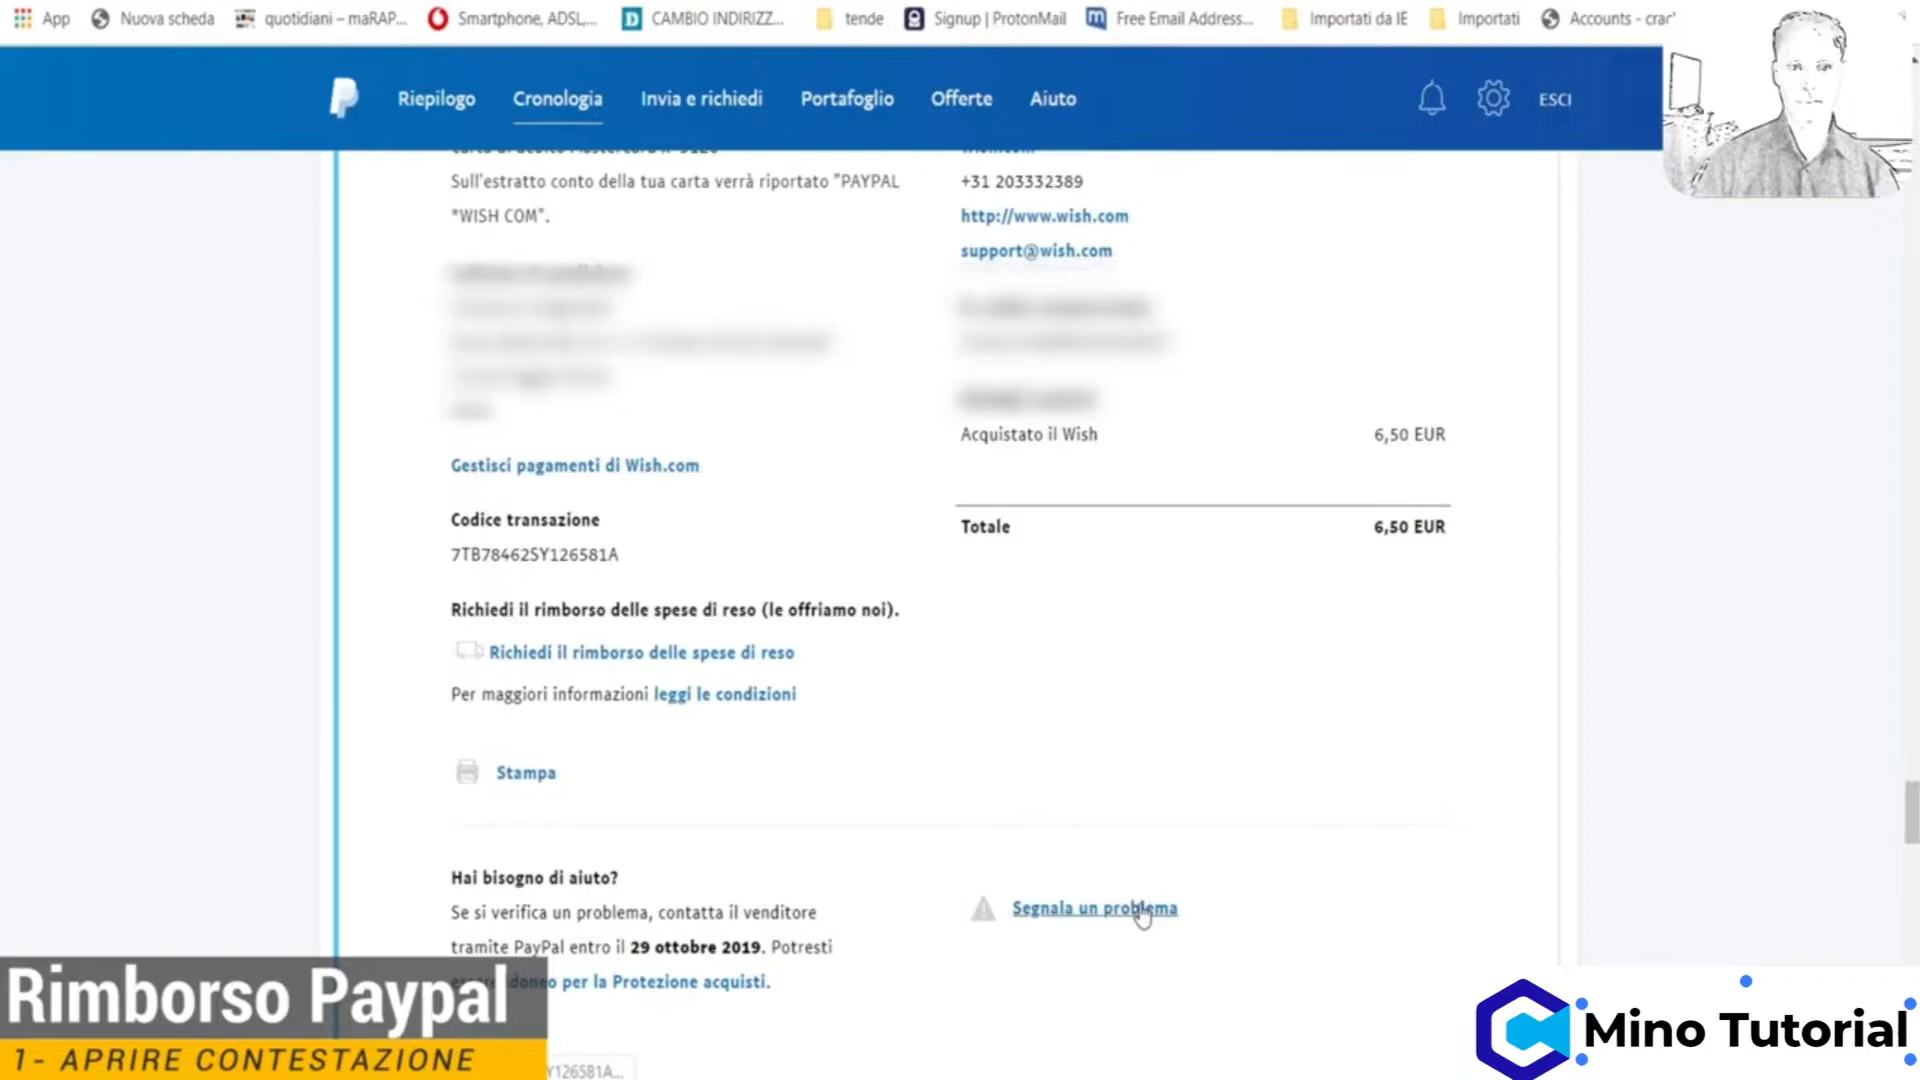 App Nuova scheda quotidiani – maRAP... Smartphone, ADSL,... CAMBIO INDIRIZZ... tende Signup | ProtonMail Free Email Address... Importati da IE Importati Accounts - crac
Riepilogo Cronologia Invia e richiedi Portafoglio Offerte Aiuto ESCI
Sull'estratto conto della tua carta verrà riportato "PAYPAL
*WISH COM".
+31 203332389
http://www.wish.com
support@wish.com
Acquistato il Wish 6,50 EUR
Totale 6,50 EUR
Gestisci pagamenti di Wish.com
Codice transazione
7TB78462SY126581A
Richiedi il rimborso delle spese di reso (le offriamo noi).
Richiedi il rimborso delle spese di reso
Per maggiori informazioni leggi le condizioni
Stampa
Hai bisogno di aiuto?
Se si verifica un problema, contatta il venditore
tramite PayPal entro il 29 ottobre 2019. Potresti
idoneo per la Protezione acquisti.
Segnala un problema
Rimborso Paypal
1- APRIRE CONTESTAZIONE
Y126581A...
Mino Tutorial